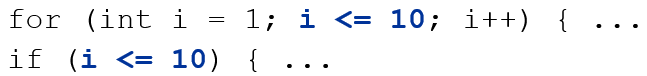 for (int i = 1; i <= 10; i++) { ...
if (i <= 10) { ...